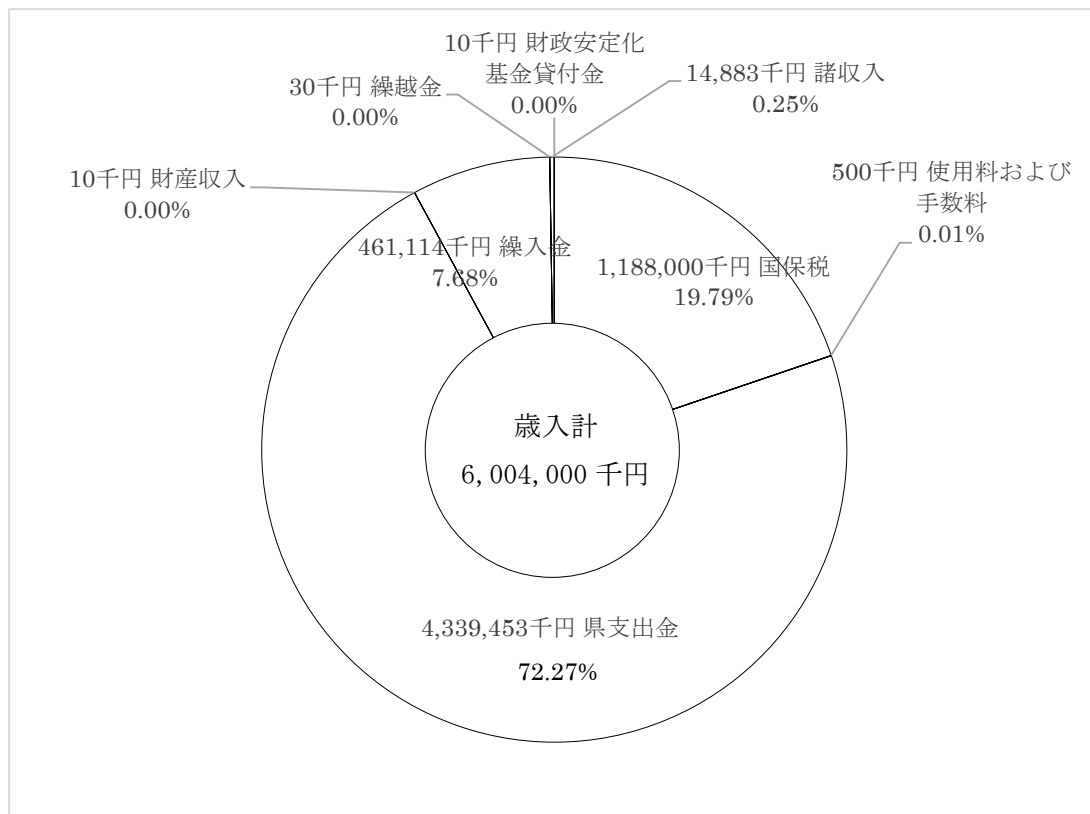 10千円 財政安定化
基金貸付金
0.00%
30千円 繰越金
0.00%
14,883千円 諸収入
0.25%
10千円 財産収入
0.00%
500千円 使用料および
手数料
0.01%
461,114千円 繰入金
7.68%
1,188,000千円 国保税
19.79%
歳入計
6,004,000 千円
4,339,453千円 県支出金
72.27%